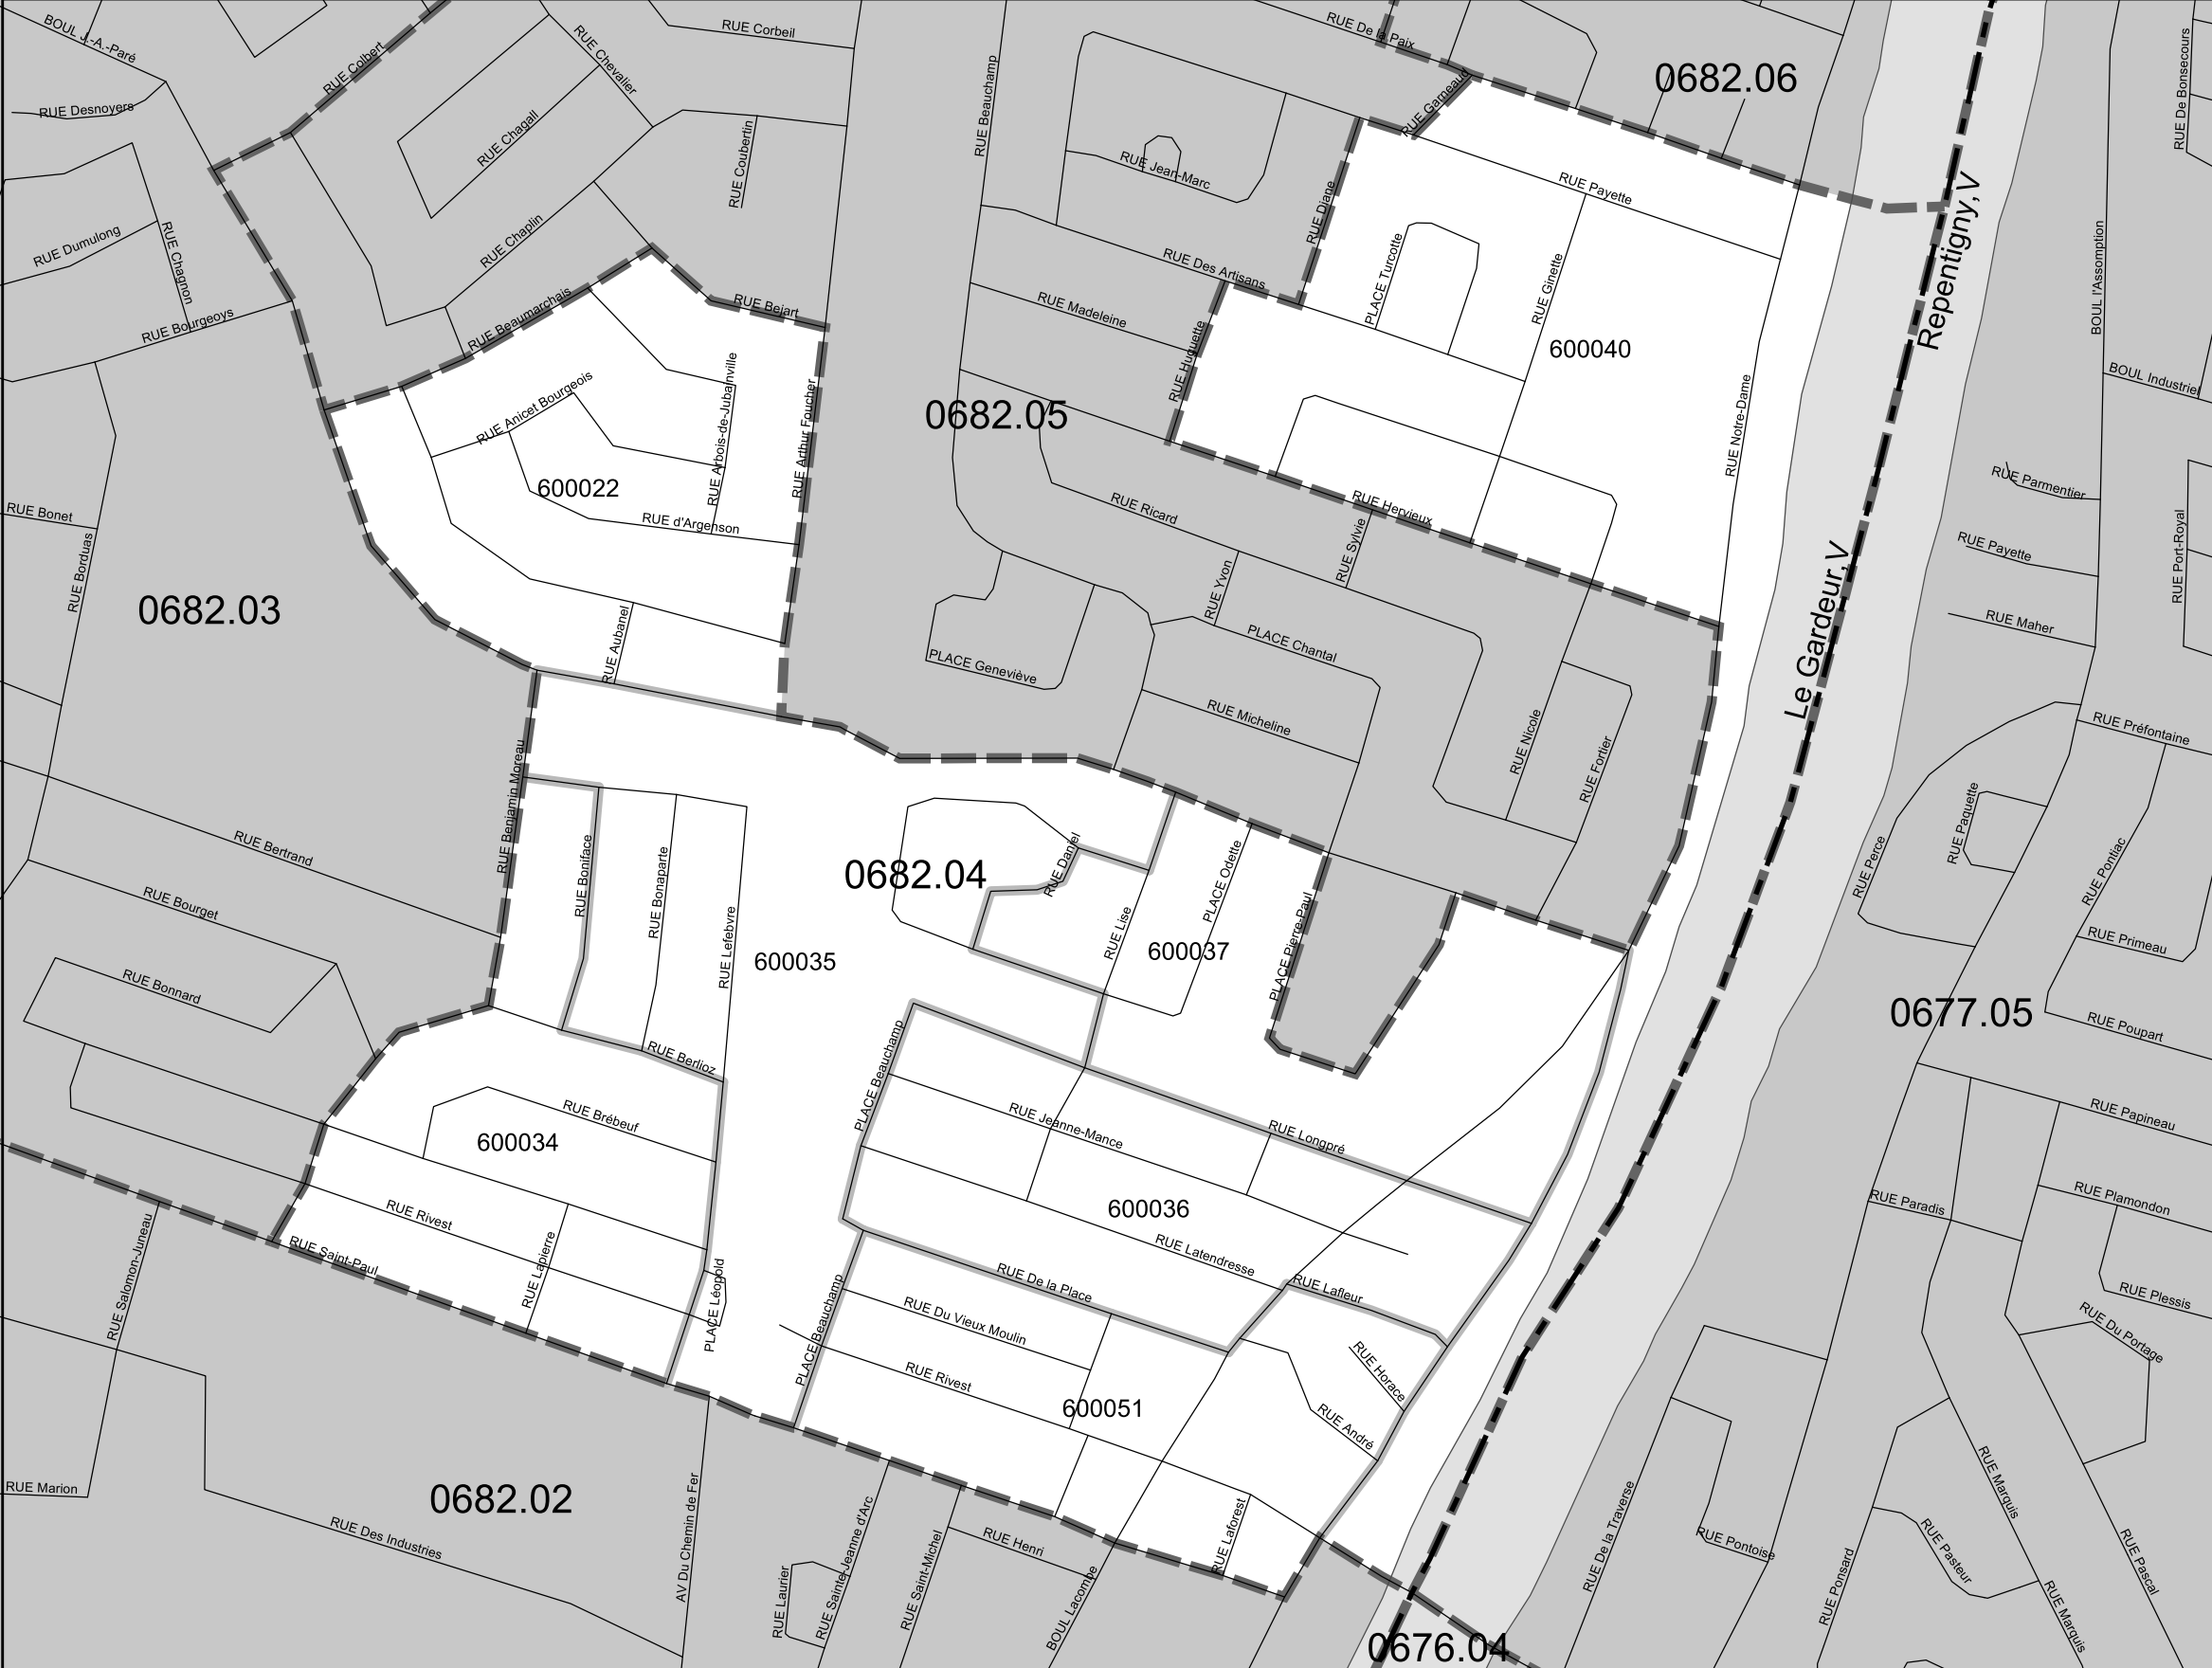 BOUL J.-A.-Paré
RUE Colbert
RUE Chevalier
RUE Corbeil
RUE Beauchamp
RUE De la Paix
RUE Garneau
0682.06
RUE De Bonsecours
RUE Desnoyers
RUE Chagall
RUE Coubertin
RUE Jean-Marc
RUE Payette
RUE Diane
Repentigny,V
RUE Dumulong
RUE Chagnon
RUE Chaplin
RUE Des Artisans
PLACE Turcotte
RUE Ginette
BOUL l'Assomption
RUE Bourgeoys
RUE Beaumarchais
RUE Bejart
RUE Madeleine
RUE Huguette
600040
BOUL Industriel
RUE Anicet Bourgeois
RUE Arbois-de-Jubainville
RUE Arthur Foucher
0682.05
RUE Notre-Dame
600022
RUE d'Argenson
RUE Ricard
RUE Hervieux
RUE Sylvie
RUE Parmentier
RUE Payette
RUE Port-Royal
RUE Bonet
RUE Borduas
0682.03
RUE Aubanel
RUE Yvon
PLACE Chantal
PLACE Geneviève
Le Gardeur,V
RUE Maher
RUE Micheline
RUE Nicole
RUE Fortier
RUE Préfontaine
RUE Benjamin Moreau
RUE Bertrand
RUE Boniface
RUE Bonaparte
RUE Lefebvre
0682.04
RUE Daniel
RUE Lise
PLACE Odette
PLACE Pierre-Paul
RUE Perce
RUE Paquette
RUE Pontiac
RUE Bourget
600035
600037
RUE Primeau
RUE Bonnard
0677.05
RUE Poupart
RUE Berlioz
PLACE Beauchamp
RUE Brébeuf
RUE Jeanne-Mance
RUE Longpré
RUE Papineau
600034
600036
RUE Paradis
RUE Plamondon
RUE Rivest
RUE Latendresse
RUE Saint-Paul
RUE Salomon-Juneau
RUE Lapierre
PLACE Léopold
PLACE Beauchamp
RUE De la Place
RUE Lafleur
RUE Plessis
RUE Du Vieux Moulin
RUE Du Portage
RUE Rivest
RUE Horace
600051
RUE André
RUE Marion
0682.02
RUE Des Industries
AV Du Chemin de Fer
RUE Laurier
RUE Sainte-Jeanne d'Arc
RUE Saint-Michel
RUE Henri
BOUL Lacombe
RUE Laforest
RUE De la Traverse
RUE Pontoise
RUE Ponsard
RUE Pasteur
RUE Marquis
RUE Marquis
RUE Pascal
0676.04